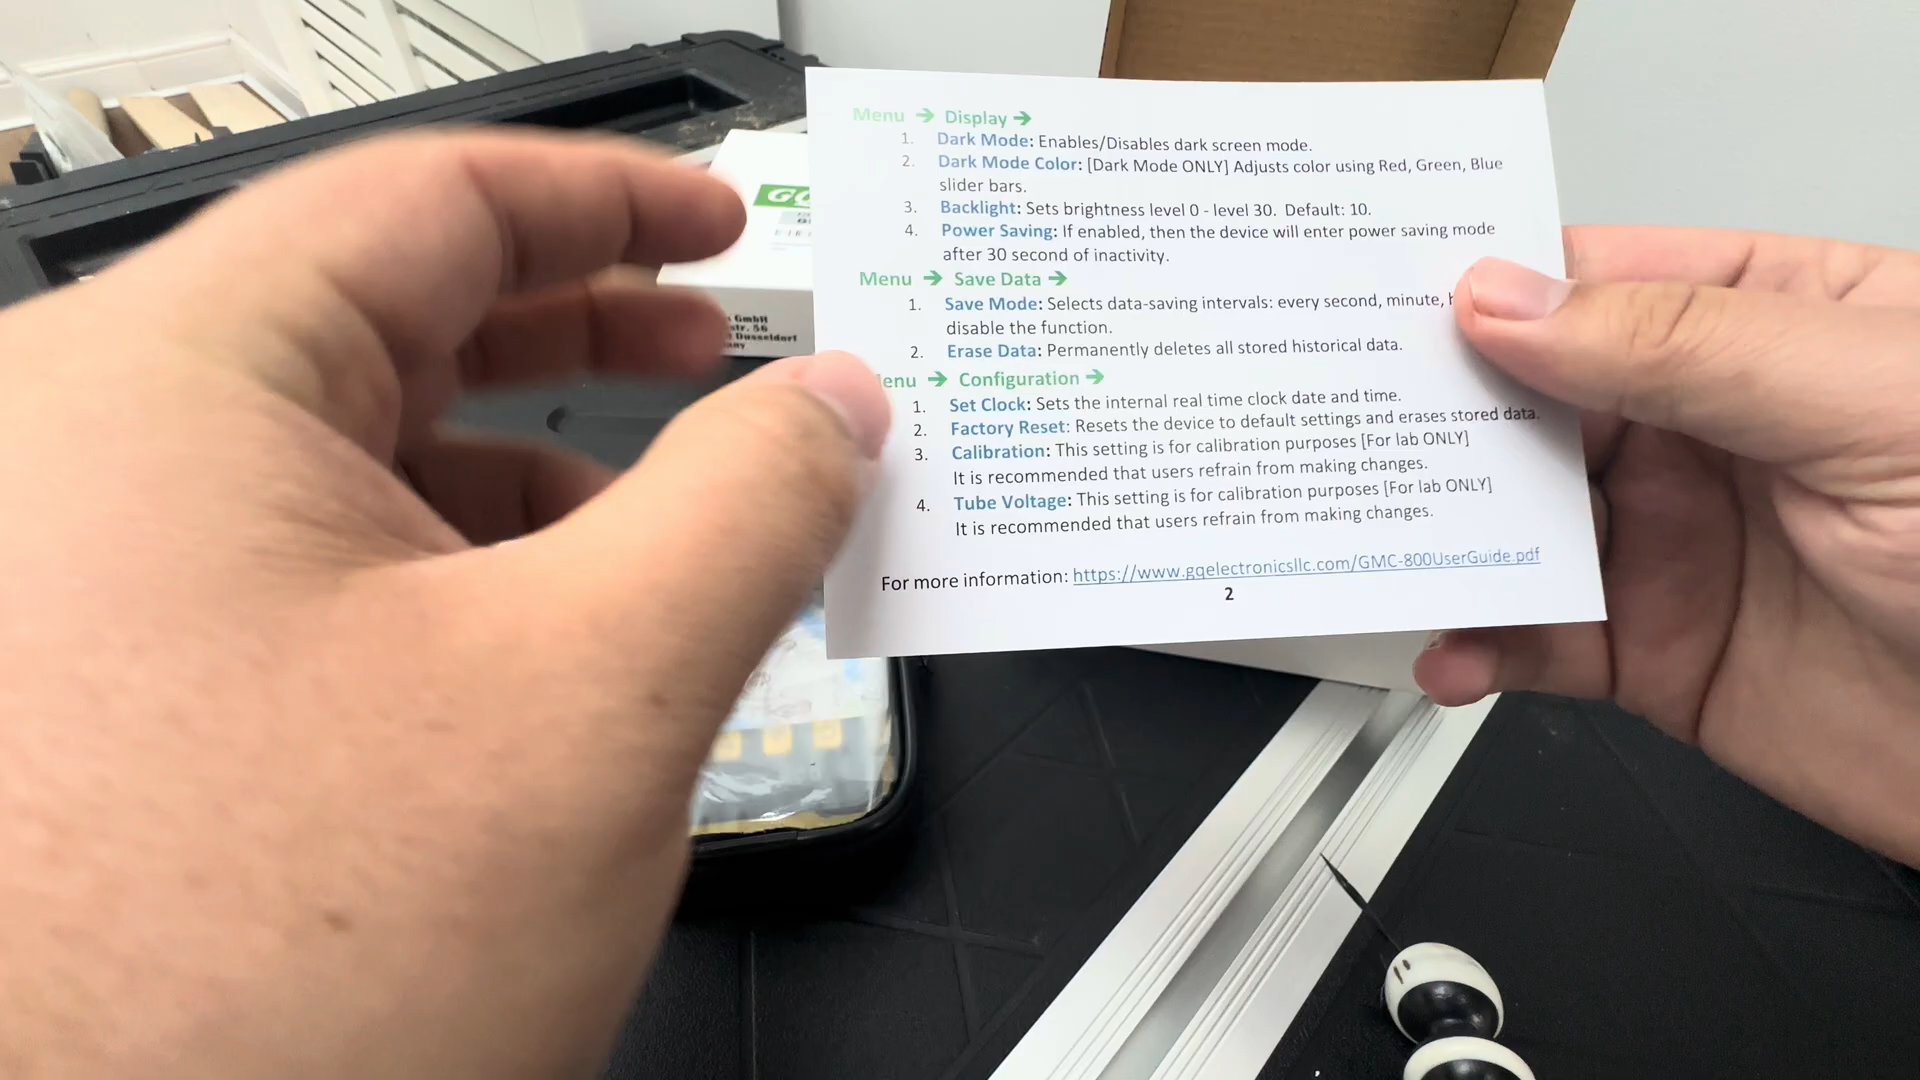 Menu → Display →
1. Dark Mode: Enables/Disables dark screen mode.
2. Dark Mode Color: [Dark Mode ONLY] Adjusts color using Red, Green, Blue
slider bars.
3. Backlight: Sets brightness level 0 - level 30. Default: 10.
4. Power Saving: If enabled, then the device will enter power saving mode
after 30 second of inactivity.
Menu → Save Data →
1. Save Mode: Selects data-saving intervals: every second, minute,
disable the function.
2. Erase Data: Permanently deletes all stored historical data.
enu → Configuration →
1. Set Clock: Sets the internal real time clock date and time.
2. Factory Reset: Resets the device to default settings and erases stored data.
3. Calibration: This setting is for calibration purposes [For lab ONLY]
It is recommended that users refrain from making changes.
4. Tube Voltage: This setting is for calibration purposes [For lab ONLY]
It is recommended that users refrain from making changes.
For more information: https://www.gqelectronicsllc.com/GMC-800UserGuide.pdf
2
GQ
GmbH
str. 56
Dusseldorf